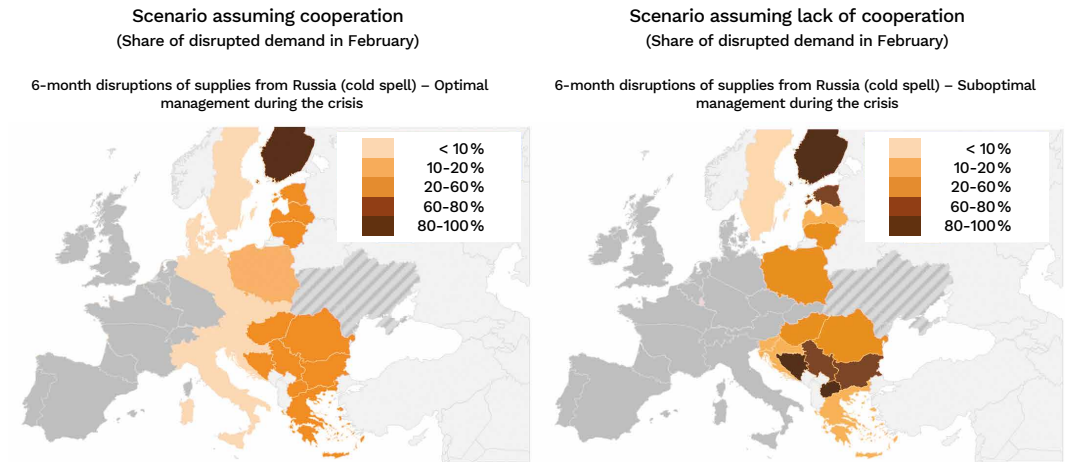 Scenario assuming cooperation
(Share of disrupted demand in February)
6-month disruptions of supplies from Russia (cold spell) – Optimal
management during the crisis
< 10 %
10-20 %
20-60 %
60-80 %
80-100 %
Scenario assuming lack of cooperation
(Share of disrupted demand in February)
6-month disruptions of supplies from Russia (cold spell) – Suboptimal
management during the crisis
< 10 %
10-20 %
20-60 %
60-80 %
80-100 %